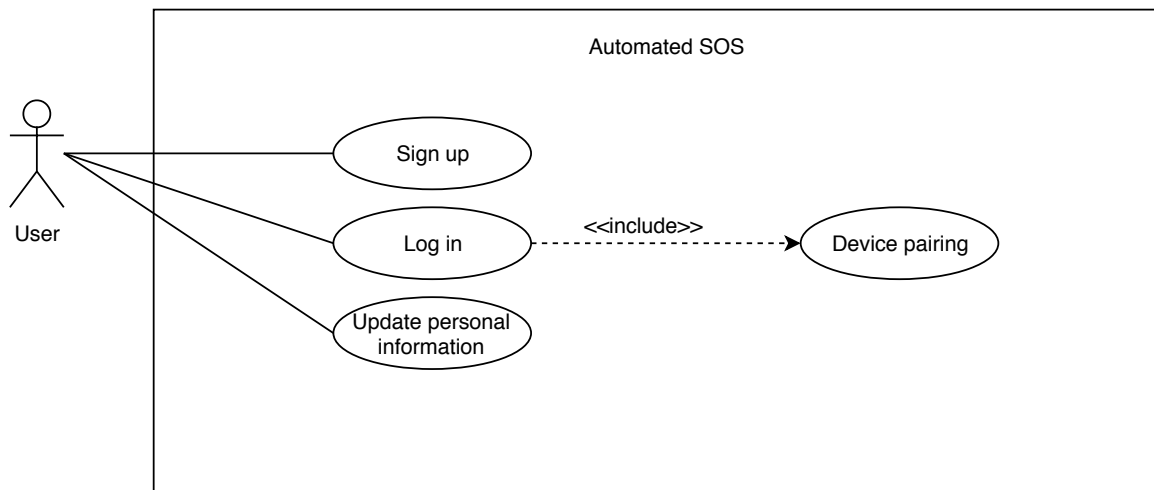 Automated SOS
Sign up
User
Log in
<<include>>
Device pairing
Update personal
information